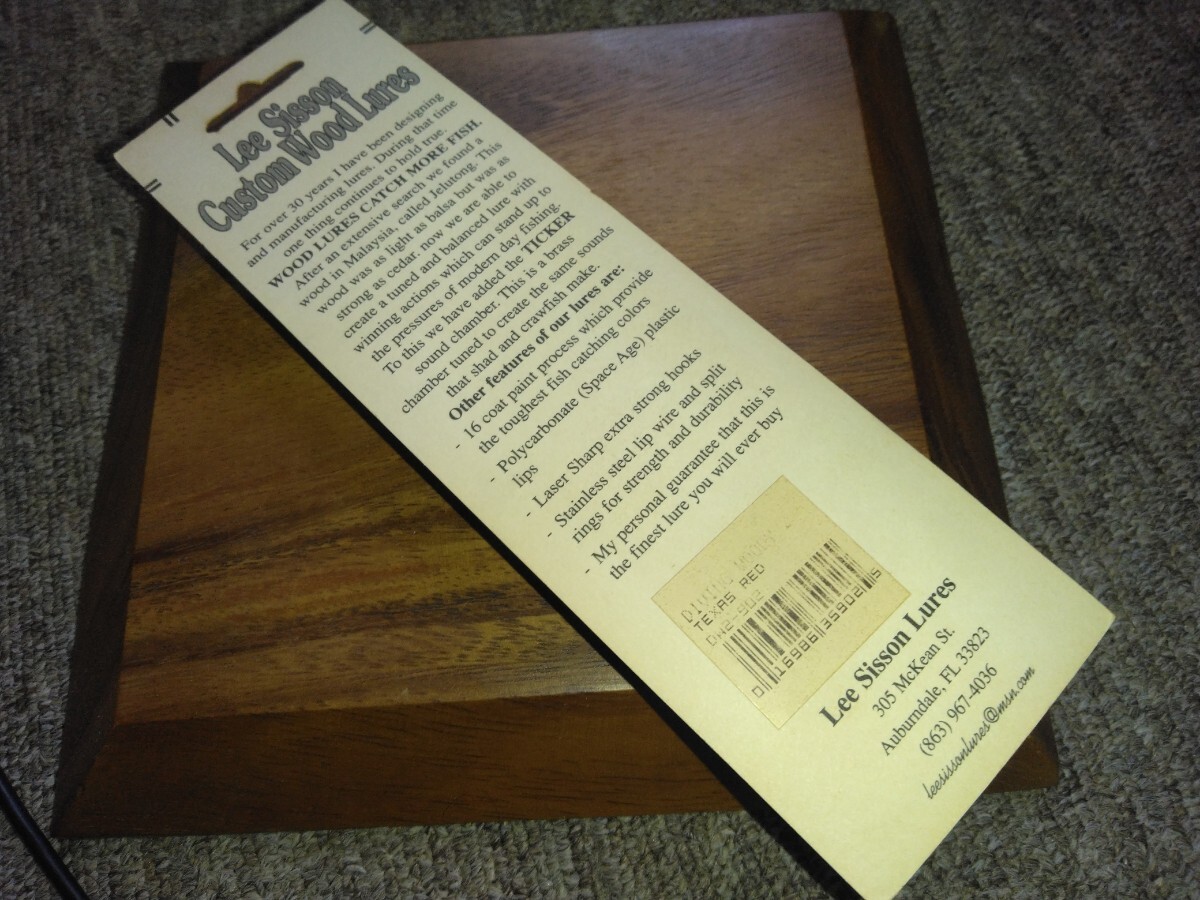 Lee Sisson
Custom Wood Lures
For over 30 years I have been designing
and manufacturing lures. During that time
one thing continues to hold true.
WOOD LURES CATCH MORE FISH.
After an extensive search we found a
wood in Malaysia, called Jelutong. This
wood was as light as balsa but was as
strong as cedar. now we are able to
create a tuned and balanced lure with
winning actions which can stand up to
the pressures of modern day fishing.
To this we have added the TICKER
sound chamber. This is a brass
chamber tuned to create the same sounds
that shad and crawfish make.
Other features of our lures are:
- 16 coat paint process which provide
the toughest fish catching colors
- Polycarbonate (Space Age) plastic
lips
- Laser Sharp extra strong hooks
- Stainless steel lip wire and split
rings for strength and durability
- My personal guarantee that this is
the finest lure you will ever buy
TEXAS RED
DW2-902
0 16986 35902 5
Lee Sisson Lures
305 McKean St.
Auburndale, FL 33823
(863) 967-4036
leesissonlures@msn.com